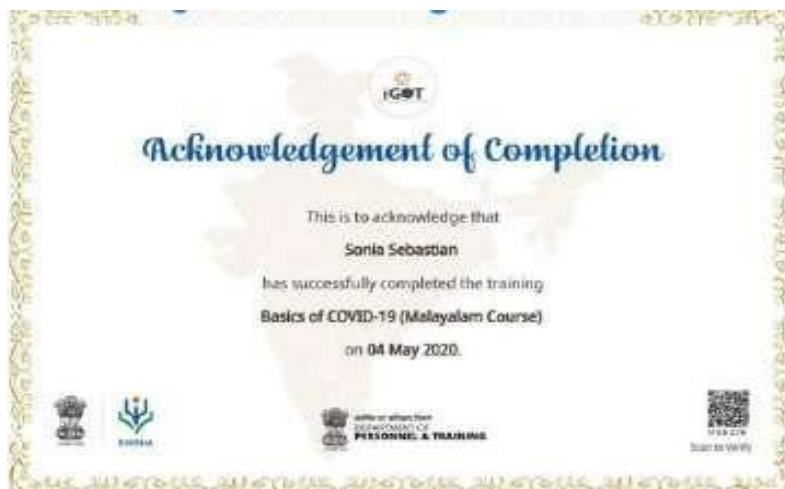 iGOT
Acknowledgement of Completion
This is to acknowledge that
Sonia Sebastian
has successfully completed the training
Basics of COVID-19 (Malayalam Course)
on 04 May 2020.
DIKSHA
DEPARTMENT OF
PERSONNEL & TRAINING
Scan to verify